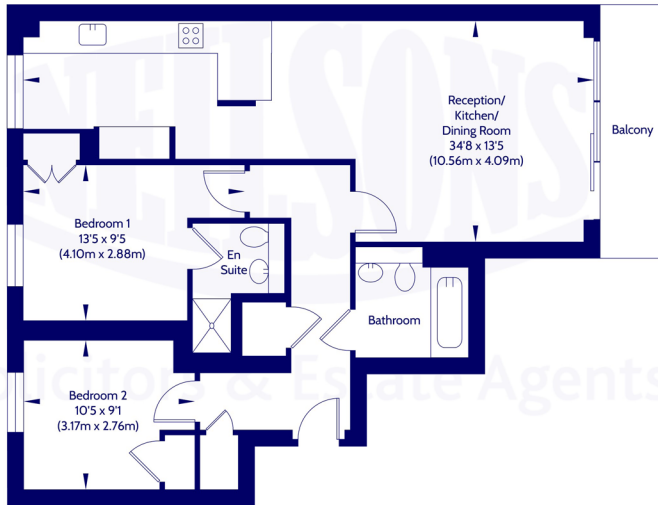 NEILSONS
Reception/
Kitchen/
Dining Room
34'8 x 13'5
(10.56m x 4.09m)
Balcony
Bedroom 1
13'5 x 9'5
(4.10m x 2.88m)
En
Suite
Bathroom
Solicitors & Estate Agents
Bedroom 2
10'5 x 9'1
(3.17m x 2.76m)